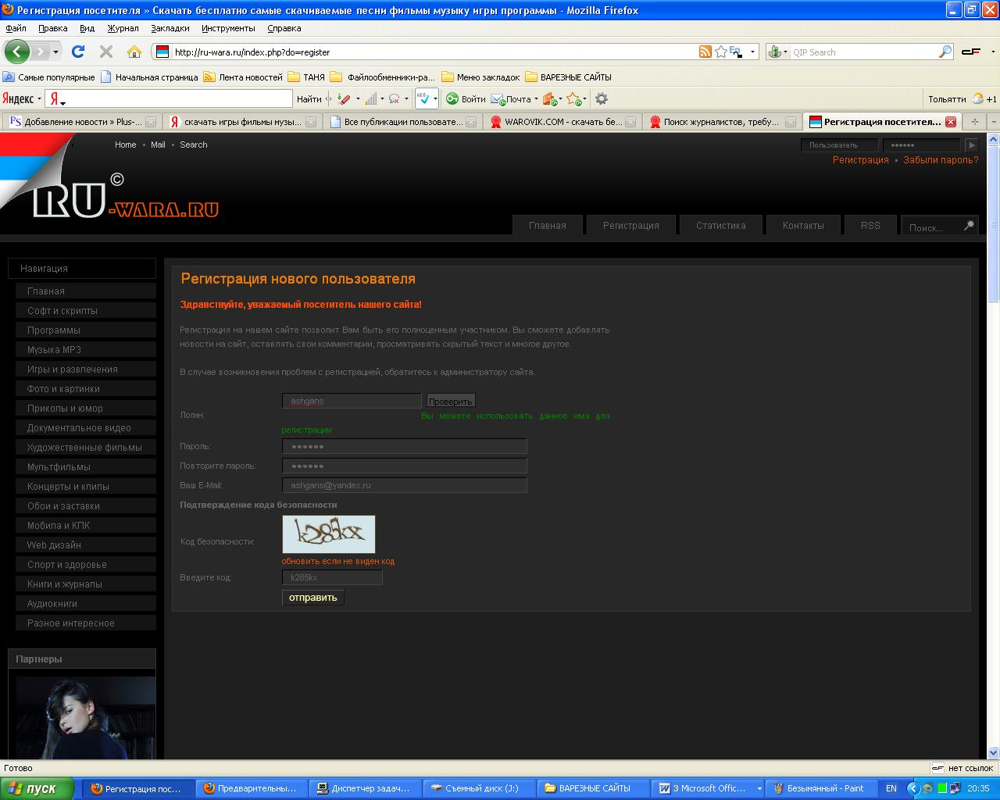 Регистрация посетителя » Скачать бесплатно самые скачиваемые песни фильмы музыку игры программы - Mozilla Firefox
Файл Правка Вид Журнал Закладки Инструменты Справка
http://ru-wara.ru/index.php?do=register
QIP Search
Самые популярные Начальная страница Лента новостей ТАНЯ Файлообменники-ра... Меню закладок ВАРЕЗНЫЕ САЙТЫ
Яндекс Я Найти Войти Почта Тольятти +1
Добавление новости » Plus-... скачать игры фильмы музы... Все публикации пользовате... WAROVIK.COM - скачать бе... Поиск журналистов, требу... Регистрация посетител...
Home Mail Search
Пользователь ••••••
Регистрация Забыли пароль?
RU-WARA.RU ©
Главная Регистрация Статистика Контакты RSS Поиск...
Навигация
Главная
Софт и скрипты
Программы
Музыка MP3
Игры и развлечения
Фото и картинки
Приколы и юмор
Документальное видео
Художественные фильмы
Мультфильмы
Концерты и клипы
Обои и заставки
Мобила и КПК
Web дизайн
Спорт и здоровье
Книги и журналы
Аудиокниги
Разное интересное
Партнеры
Регистрация нового пользователя
Здравствуйте, уважаемый посетитель нашего сайта!
Регистрация на нашем сайте позволит Вам быть его полноценным участником. Вы сможете добавлять
новости на сайт, оставлять свои комментарии, просматривать скрытый текст и многое другое.
В случае возникновения проблем с регистрацией, обратитесь к администратору сайта.
ashgans Проверить
Логин: Вы можете использовать данное имя для
регистрации
Пароль: ••••••
Повторите пароль: ••••••
Ваш E-Mail: ashgans@yandex.ru
Подтверждение кода безопасности
Код безопасности: k285kx
обновить если не виден код
Введите код: k285kx
отправить
Готово нет ссылок
пуск Регистрация пос... Предварительны... Диспетчер задач... Съемный диск (J:) ВАРЕЗНЫЕ САЙТЫ 3 Microsoft Offic... Безымянный - Paint EN 20:35